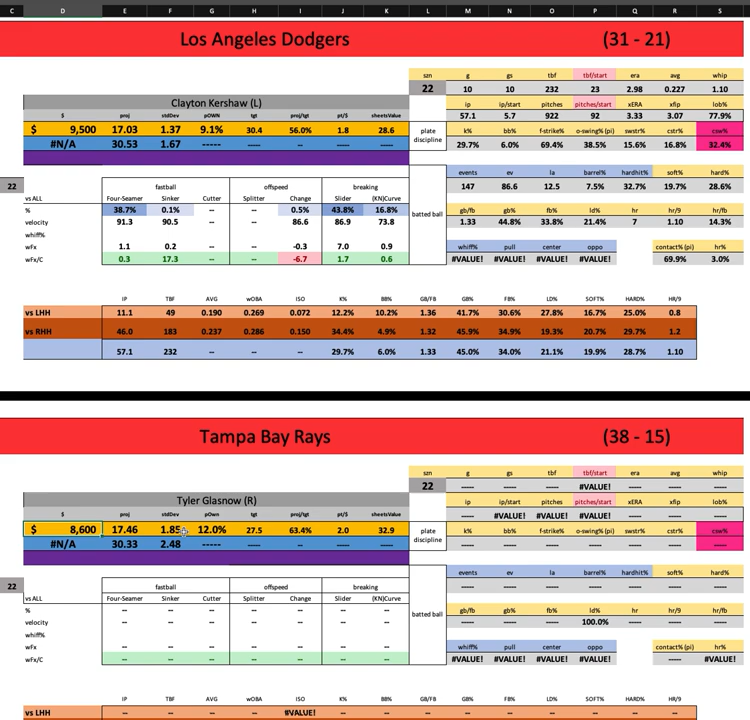 C D E F G H I J K L M N O P Q R S
Los Angeles Dodgers (31 - 21)
szn g gs tbf tbf/start era avg whip
22 10 10 232 23 2.98 0.227 1.10
Clayton Kershaw (L) ip ip/start pitches pitches/start xERA xfip lob%
$ proj stdDev pOWN tgt proj/tgt pt/$ sheetsValue 57.1 5.7 922 92 3.33 3.07 77.9%
$ 9,500 17.03 1.37 9.1% 30.4 56.0% 1.8 28.6 plate discipline k% bb% f-strike% o-swing% (pi) swstr% cstr% csw%
#N/A 30.53 1.67 ----- ---- -- ---- ---- 29.7% 6.0% 69.4% 38.5% 15.6% 16.8% 32.4%
events ev la barrel% hardhit% soft% hard%
22 fastball offspeed breaking 147 86.6 12.5 7.5% 32.7% 19.7% 28.6%
vs ALL Four-Seamer Sinker Cutter Splitter Change Slider (KN)Curve
% 38.7% 0.1% -- -- 0.5% 43.8% 16.8% batted ball gb/fb gb% fb% ld% hr hr/9 hr/fb
velocity 91.3 90.5 -- -- 86.6 86.9 73.8 1.33 44.8% 33.8% 21.4% 7 1.10 14.3%
whiff%
wFx 1.1 0.2 -- -- -0.3 7.0 0.9 whiff% pull center oppo contact% (pi) hr%
wFx/C 0.3 17.3 -- -- -6.7 1.7 0.6 #VALUE! #VALUE! #VALUE! #VALUE! 69.9% 3.0%
IP TBF AVG wOBA ISO K% BB% GB/FB GB% FB% LD% SOFT% HARD% HR/9
vs LHH 11.1 49 0.190 0.269 0.072 12.2% 10.2% 1.36 41.7% 30.6% 27.8% 16.7% 25.0% 0.8
vs RHH 46.0 183 0.237 0.286 0.150 34.4% 4.9% 1.32 45.9% 34.9% 19.3% 20.7% 29.7% 1.2
57.1 232 -- -- 29.7% 6.0% 1.33 45.0% 34.0% 21.1% 19.9% 28.7% 1.10
Tampa Bay Rays (38 - 15)
szn g gs tbf tbf/start era avg whip
22 ----- ----- ----- #VALUE! ----- ----- -----
Tyler Glasnow (R) ip ip/start pitches pitches/start xERA xfip lob%
$ proj stdDev pOwn tgt proj/tgt pt/$ sheetsValue ----- #VALUE! #VALUE! #VALUE! ----- ----- -----
$ 8,600 17.46 1.85 12.0% 27.5 63.4% 2.0 32.9 plate discipline k% bb% f-strike% o-swing% (pi) swstr% cstr% csw%
#N/A 30.33 2.48 ----- ---- -- ---- ---- ----- ----- ----- ----- ----- ----- -----
events ev la barrel% hardhit% soft% hard%
22 fastball offspeed breaking ----- ----- ----- ----- ----- ----- -----
vs ALL Four-Seamer Sinker Cutter Splitter Change Slider (KN)Curve
% -- -- -- -- -- -- -- batted ball gb/fb gb% fb% ld% hr hr/9 hr/fb
velocity -- -- -- -- -- -- -- ----- ----- ----- 100.0% ----- ----- -----
whiff%
wFx -- -- -- -- -- -- -- whiff% pull center oppo contact% (pi) hr%
wFx/C -- -- -- -- -- -- -- #VALUE! #VALUE! #VALUE! #VALUE! ----- #VALUE!
IP TBF AVG wOBA ISO K% BB% GB/FB GB% FB% LD% SOFT% HARD% HR/9
vs LHH -- -- -- -- #VALUE! -- -- -- -- -- -- -- -- --